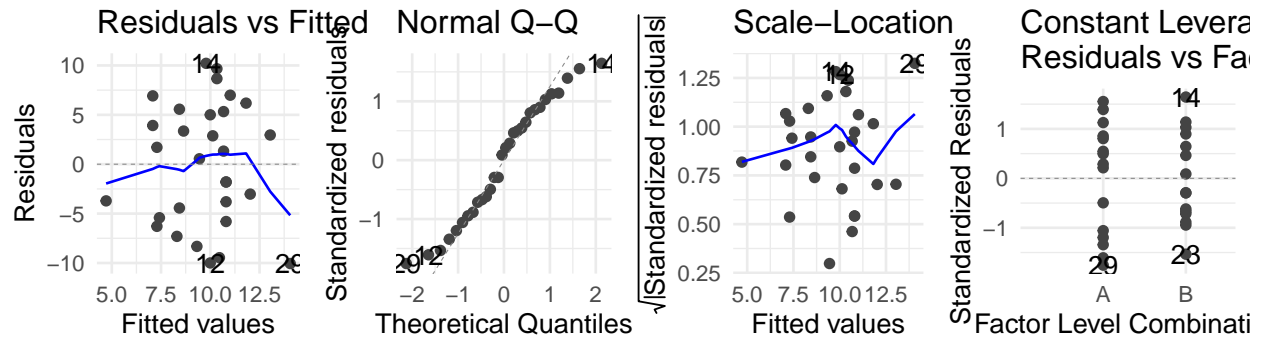 Residuals vs Fitted
Residuals
10
5
0
−5
−10
14
12
29
5.0 7.5 10.0 12.5
Fitted values
Normal Q−Q
Standardized residuals
1
0
−1
14
29
12
−2 −1 0 1 2
Theoretical Quantiles
Scale−Location
√|Standardized residuals|
1.25
1.00
0.75
0.50
0.25
14
12
29
5.0 7.5 10.0 12.5
Fitted values
Constant Levera
Residuals vs Fac
Standardized Residuals
1
0
−1
14
29
23
A B
Factor Level Combinati